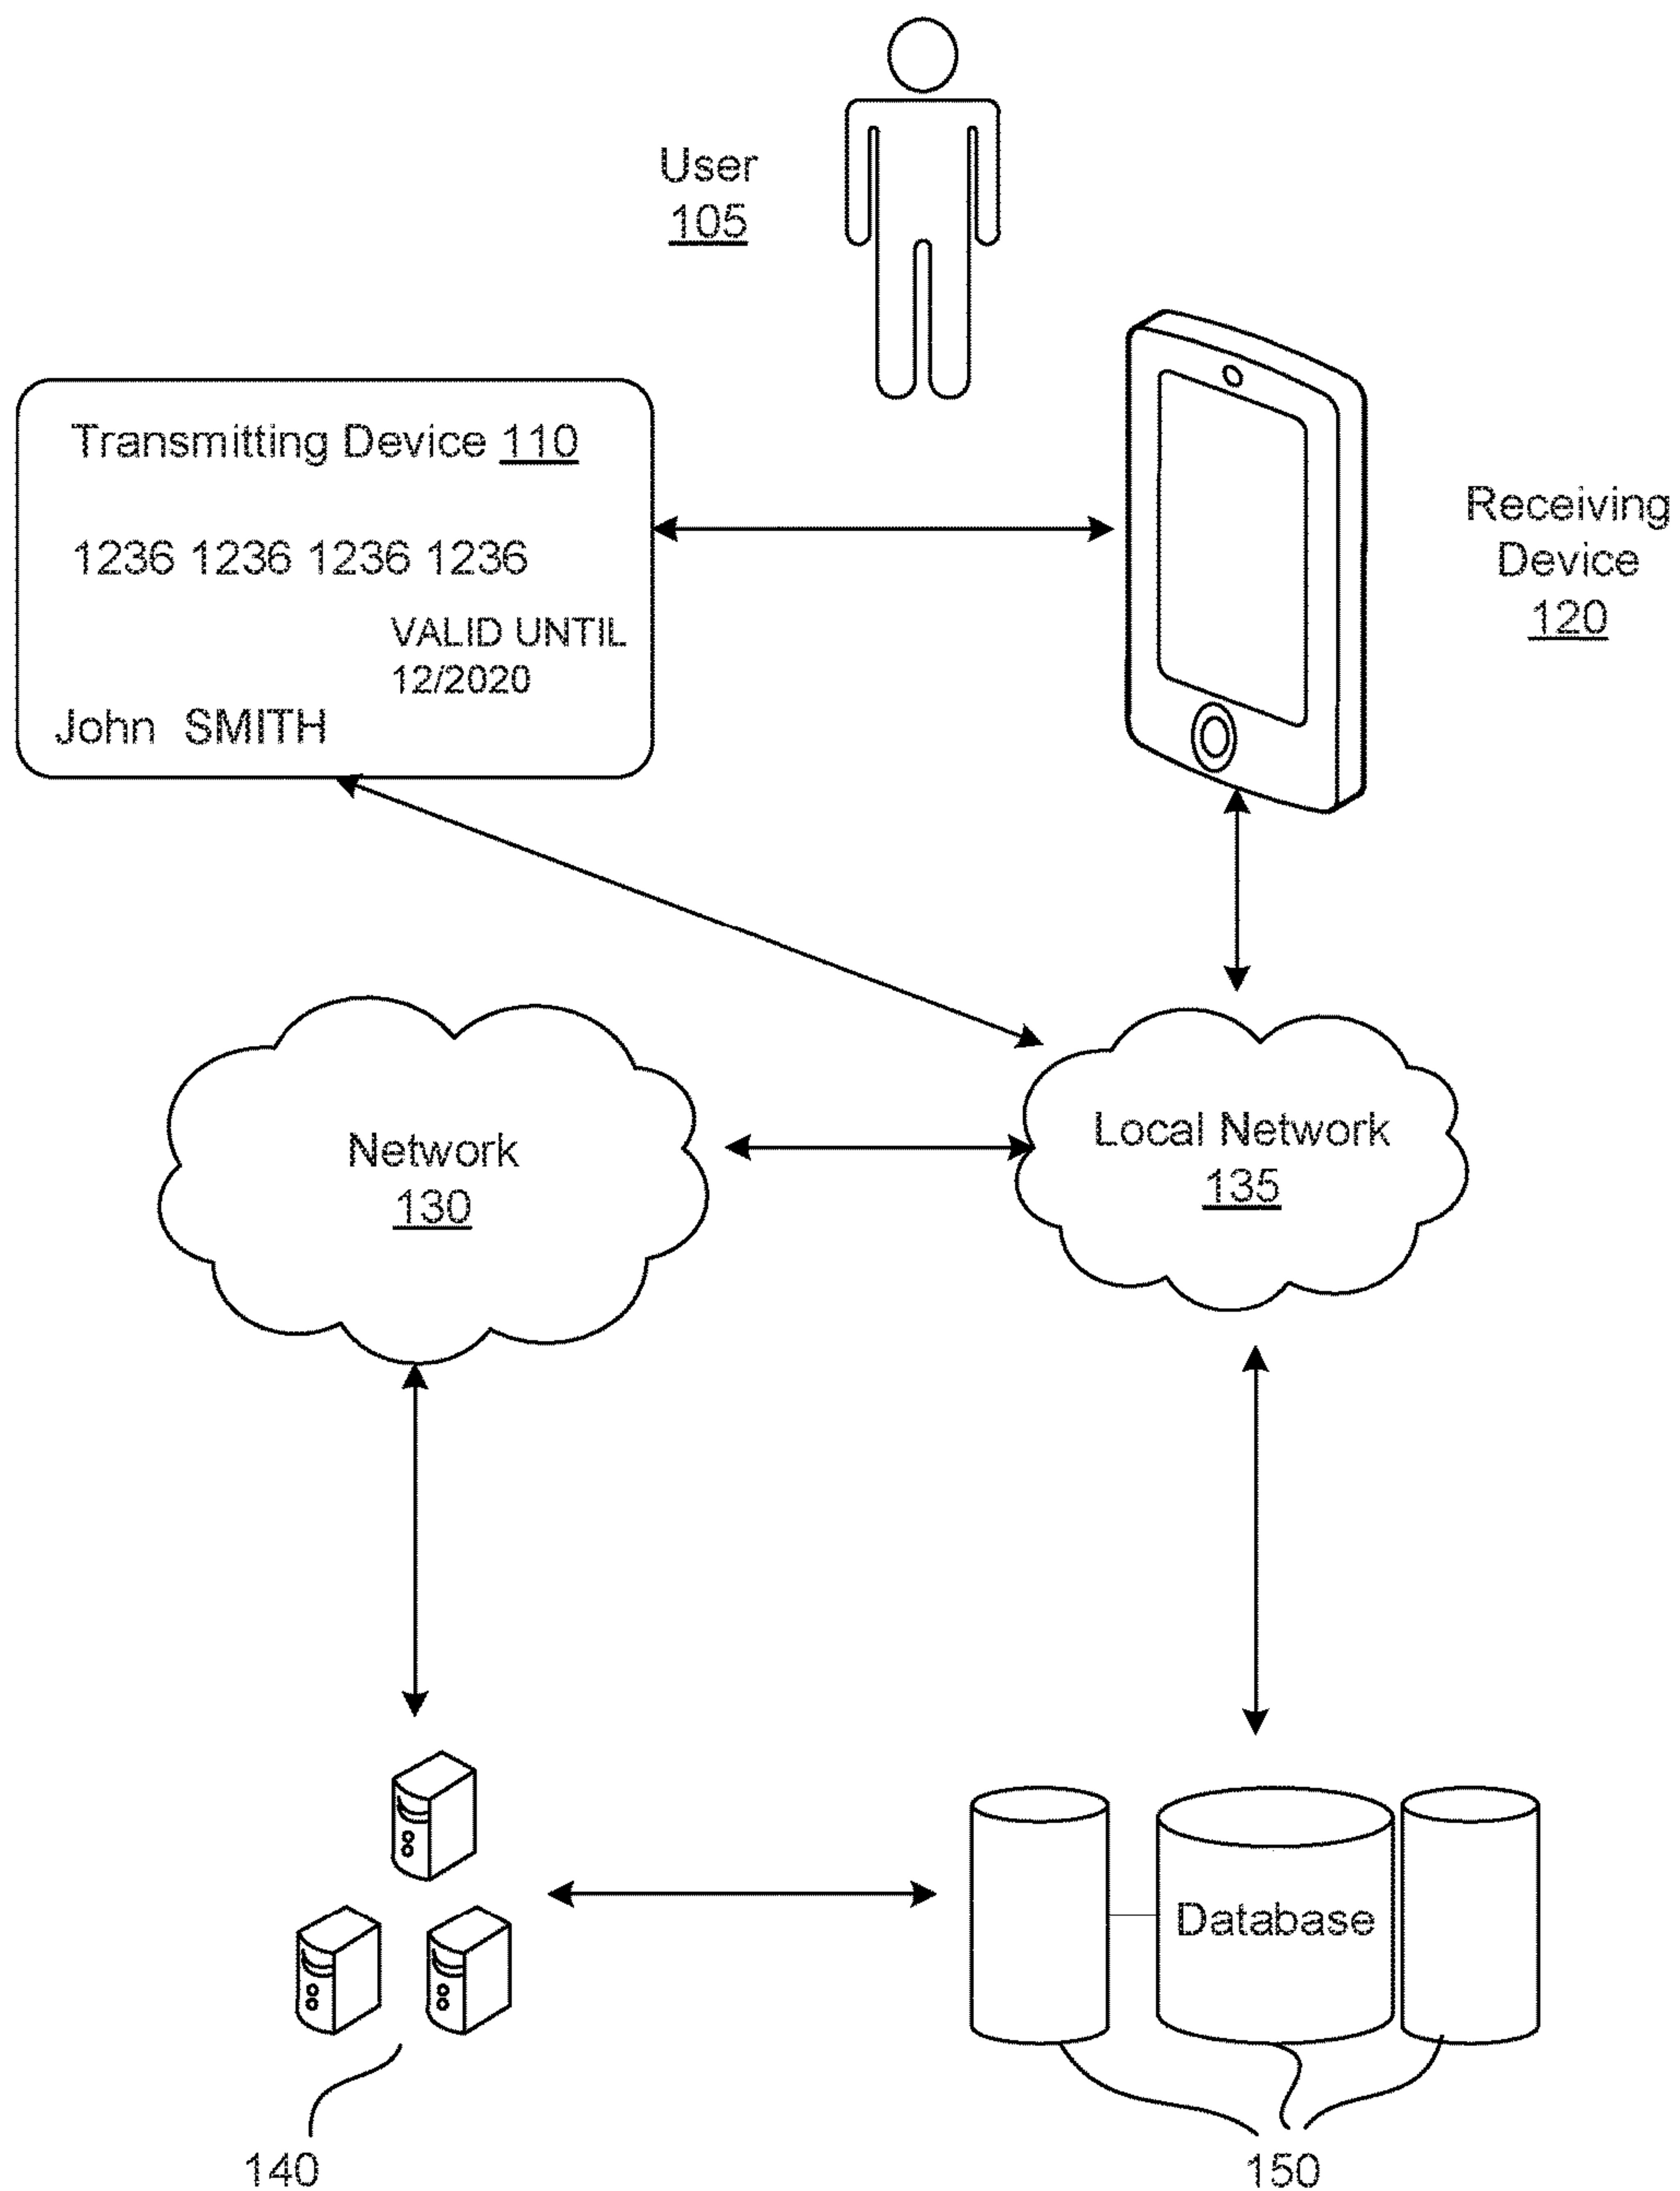 User
105
Transmitting Device 110
1236 1236 1236 1236
VALID UNTIL
12/2020
John SMITH
Receiving
Device
120
Network
130
Local Network
135
Database
140
150